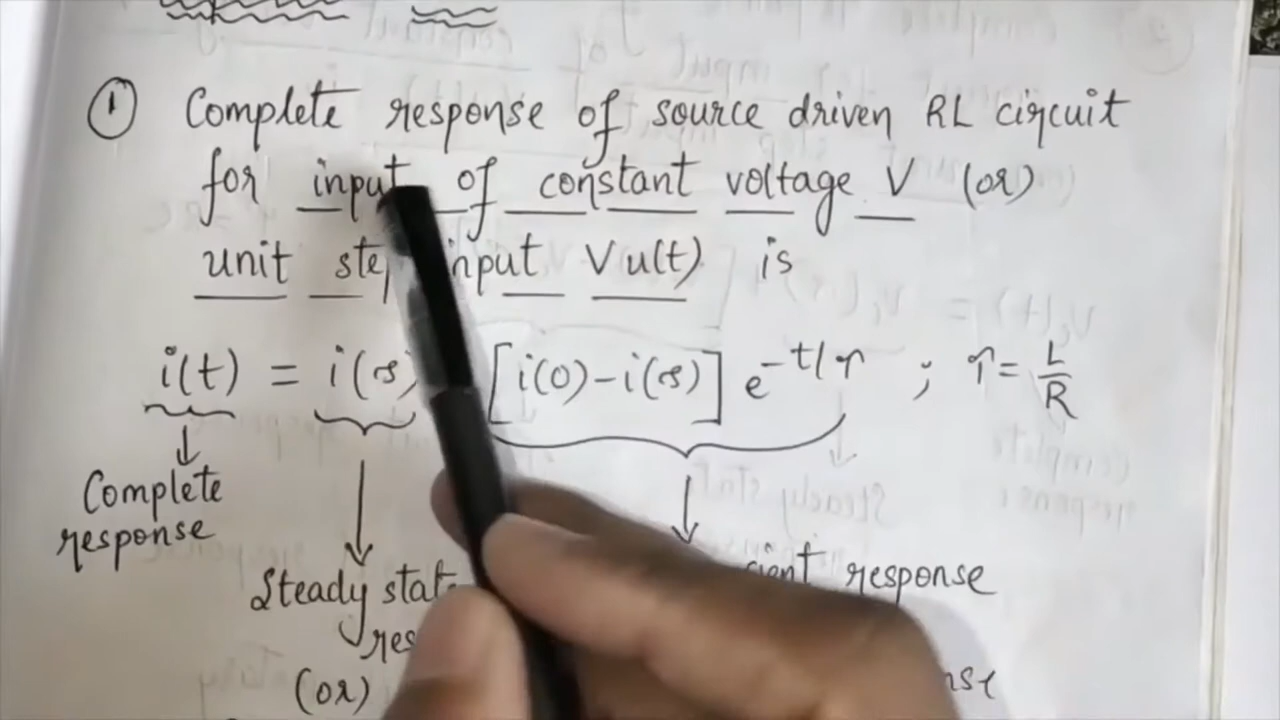 ① Complete response of source driven RL circuit
for input of constant voltage V (or)
unit step input Vu(t) is
i(t) = i(∞) [i(0)-i(∞)] e^{-t/τ} ; τ = L/R
Complete
response
Steady response
(or)